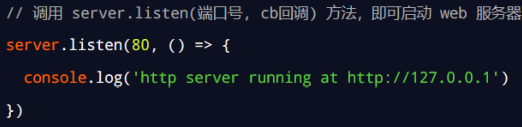 // 调用 server.listen(端口号, cb回调) 方法, 即可启动 web 服务器
server.listen(80, () => {
  console.log('http server running at http://127.0.0.1')
})